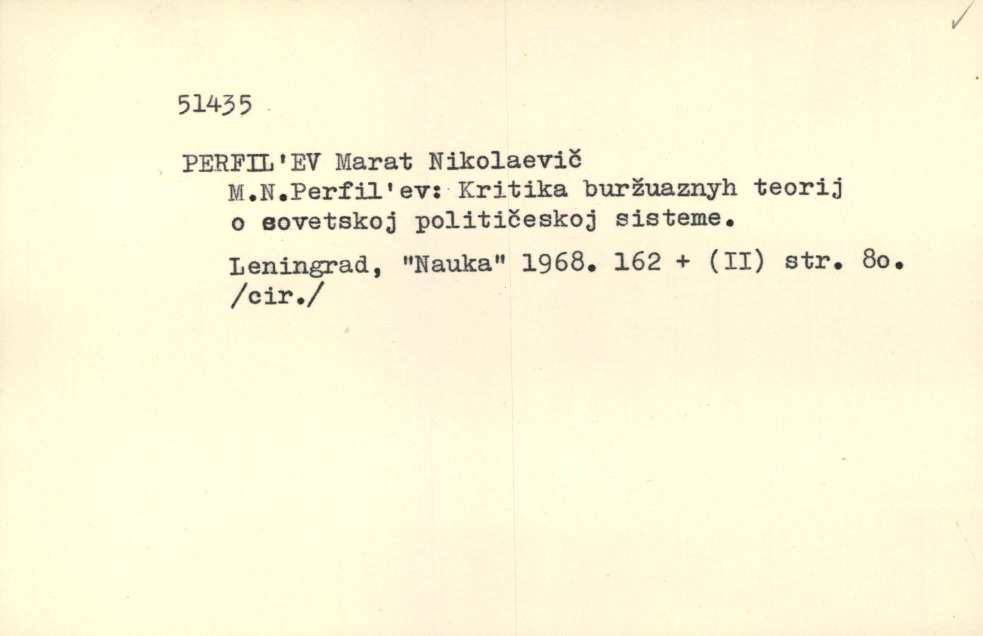 51435
PERFIL'EV Marat Nikolaevič
M.N.Perfil'ev: Kritika buržuaznyh teorij
o sovetskoj političeskoj sisteme.
Leningrad, "Nauka" 1968. 162 + (II) str. 8o.
/cir./